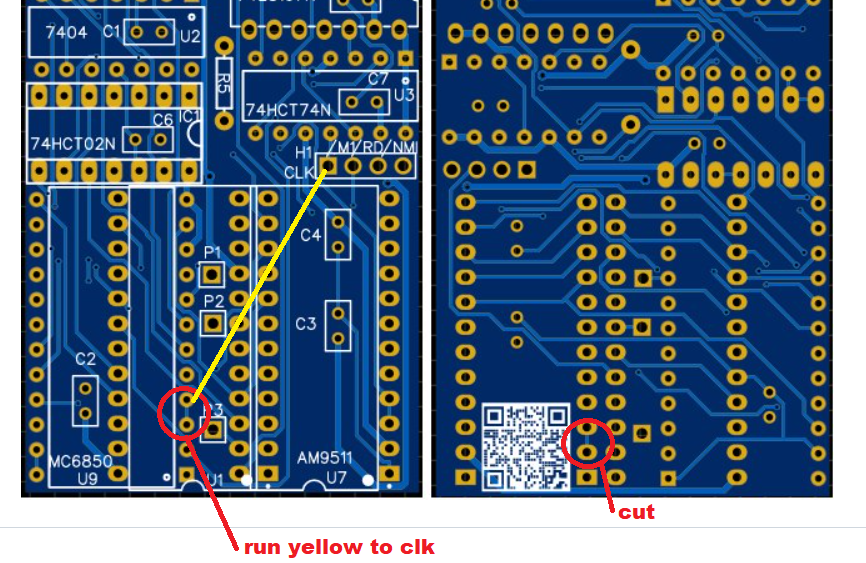 7404
C1
U2
R5
C7
U3
74HCT74N
IC1
C6
74HCT02N
H1
/M1/RD/NMI
CLK
P1
C4
P2
C3
C2
MC6850
U9
U1
AM9511
U7
cut
run yellow to clk